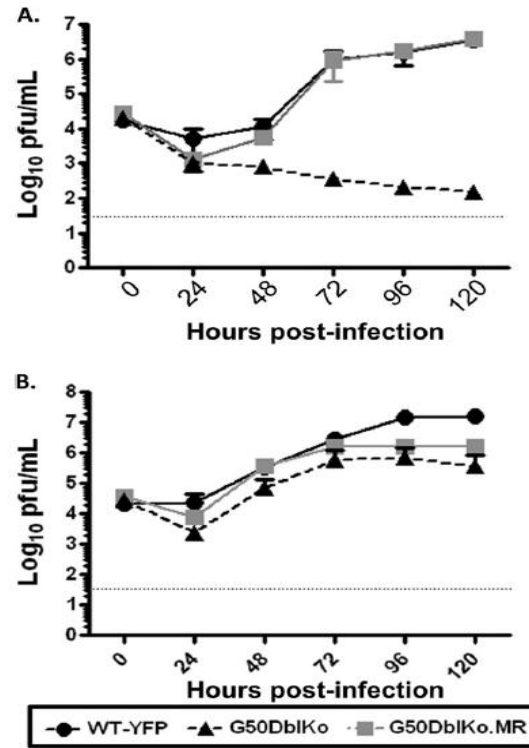 A.
7
6
5
4
3
2
1
0
Log10 pfu/mL
0 24 48 72 96 120
Hours post-infection
B.
8
7
6
5
4
3
2
1
0
Log10 pfu/mL
0 24 48 72 96 120
Hours post-infection
WT-YFP G50DblKo G50DblKo.MR